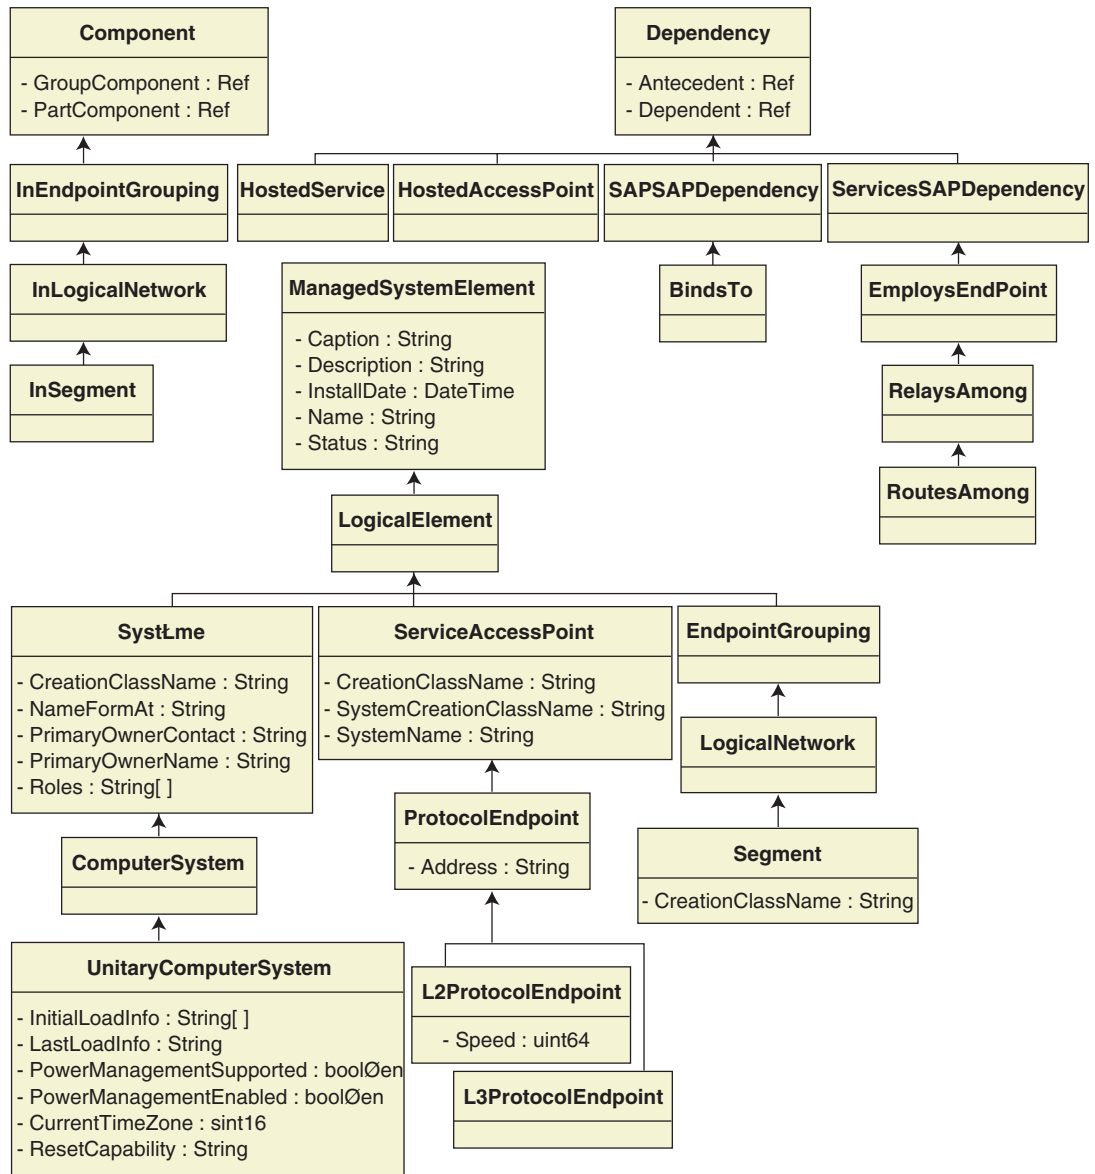 Component
- GroupComponent : Ref
- PartComponent : Ref
Dependency
- Antecedent : Ref
- Dependent : Ref
InEndpointGrouping
HostedService
HostedAccessPoint
SAPSAPDependency
ServicesSAPDependency
InLogicalNetwork
ManagedSystemElement
- Caption : String
- Description : String
- InstallDate : DateTime
- Name : String
- Status : String
BindsTo
EmploysEndPoint
InSegment
RelaysAmong
RoutesAmong
LogicalElement
SystŁme
- CreationClassName : String
- NameFormAt : String
- PrimaryOwnerContact : String
- PrimaryOwnerName : String
- Roles : String[ ]
ServiceAccessPoint
- CreationClassName : String
- SystemCreationClassName : String
- SystemName : String
EndpointGrouping
LogicalNetwork
ProtocolEndpoint
- Address : String
Segment
- CreationClassName : String
ComputerSystem
UnitaryComputerSystem
- InitialLoadInfo : String[ ]
- LastLoadInfo : String
- PowerManagementSupported : boolØen
- PowerManagementEnabled : boolØen
- CurrentTimeZone : sint16
- ResetCapability : String
L2ProtocolEndpoint
- Speed : uint64
L3ProtocolEndpoint